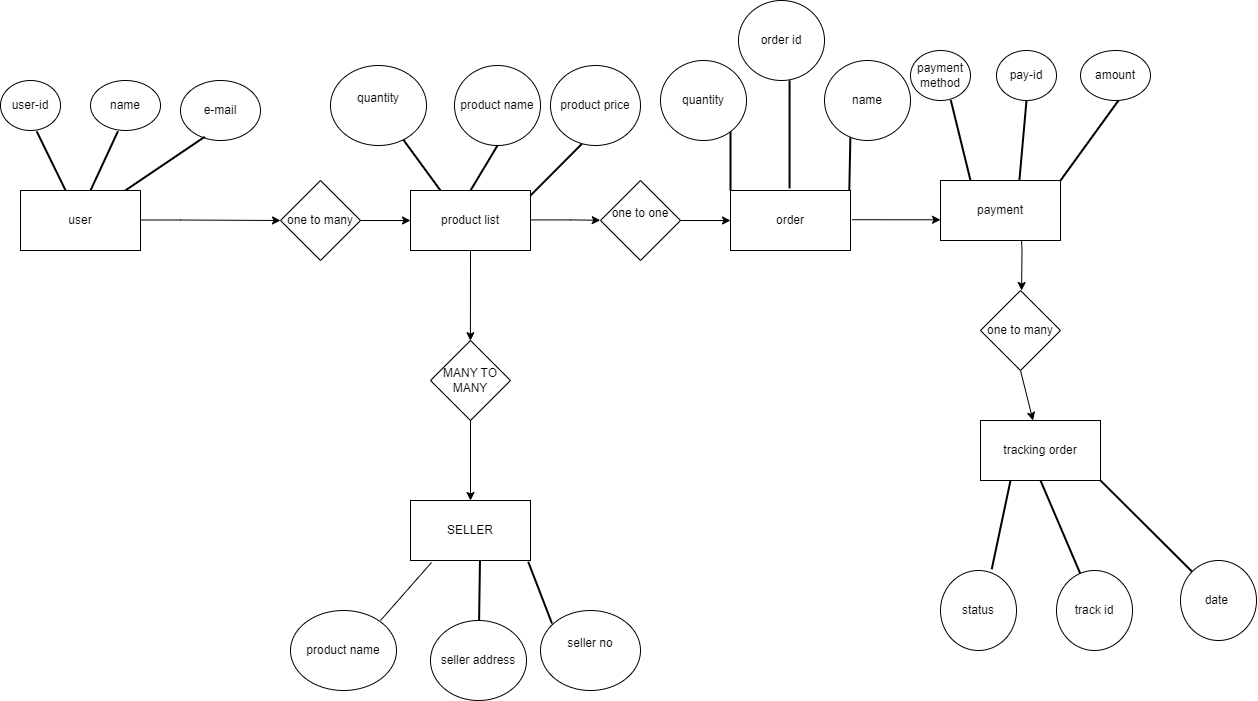 order id
payment
method
pay-id
amount
user-id
name
e-mail
quantity
product name
product price
quantity
name
user
one to many
product list
one to one
order
payment
one to many
MANY TO
MANY
tracking order
SELLER
status
track id
date
product name
seller address
seller no